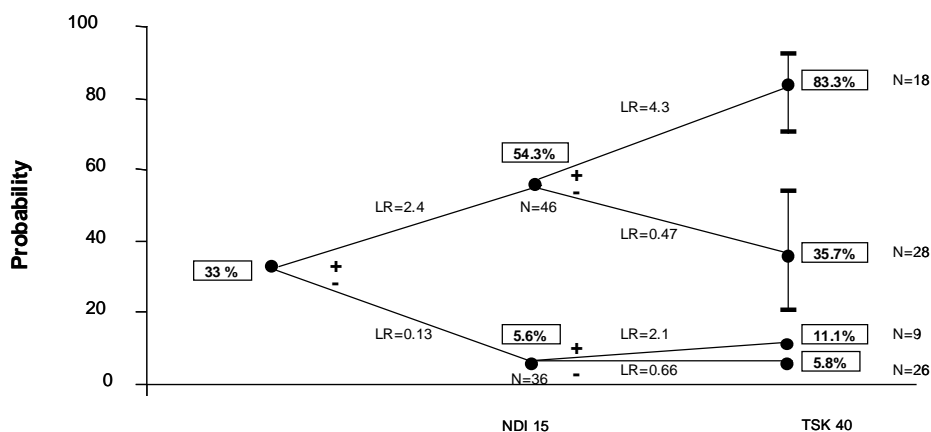 100
80
60
40
20
0
Probability
33 %
+
-
LR=2.4
LR=0.13
54.3%
+
-
N=46
5.6%
+
-
N=36
LR=4.3
LR=0.47
LR=2.1
LR=0.66
83.3%
N=18
35.7%
N=28
11.1%
N=9
5.8%
N=26
NDI 15
TSK 40